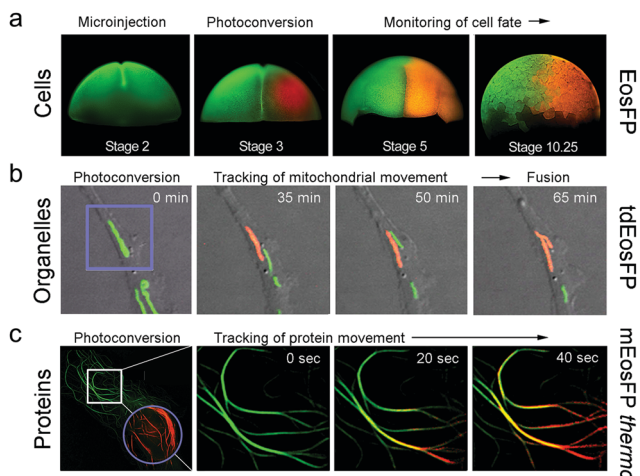 a
Microinjection Photoconversion Monitoring of cell fate
Cells
Stage 2 Stage 3 Stage 5 Stage 10.25
EosFP
b
Photoconversion Tracking of mitochondrial movement Fusion
Organelles
0 min 35 min 50 min 65 min
tdEosFP
c
Photoconversion Tracking of protein movement
Proteins
0 sec 20 sec 40 sec
mEosFP thermo